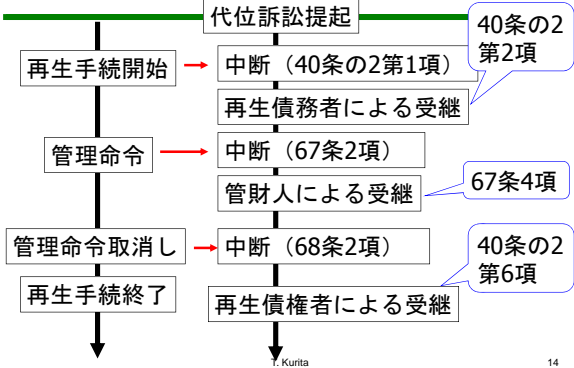 代位訴訟提起
40条の2
第2項
再生手続開始
中断（40条の2第1項）
再生債務者による受継
管理命令
中断（67条2項）
管財人による受継
67条4項
管理命令取消し
中断（68条2項）
40条の2
第6項
再生手続終了
再生債権者による受継
T. Kurita
14